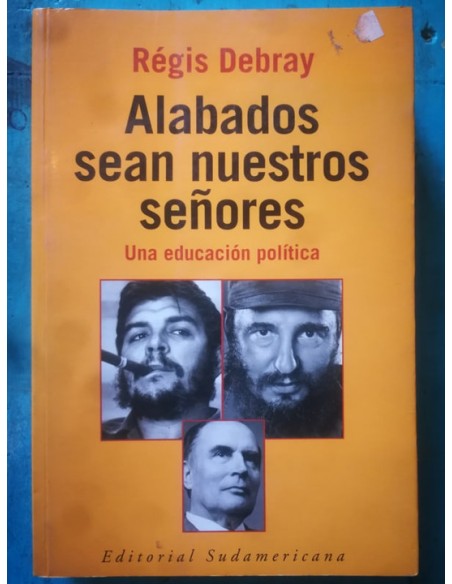 Régis Debray
Alabados
sean nuestros
señores
Una educación política
Editorial Sudamericana